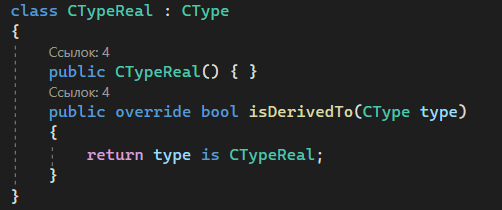 class CTypeReal : CType
{
Ссылок: 4
public CTypeReal() { }
Ссылок: 4
public override bool isDerivedTo(CType type)
{
return type is CTypeReal;
}
}